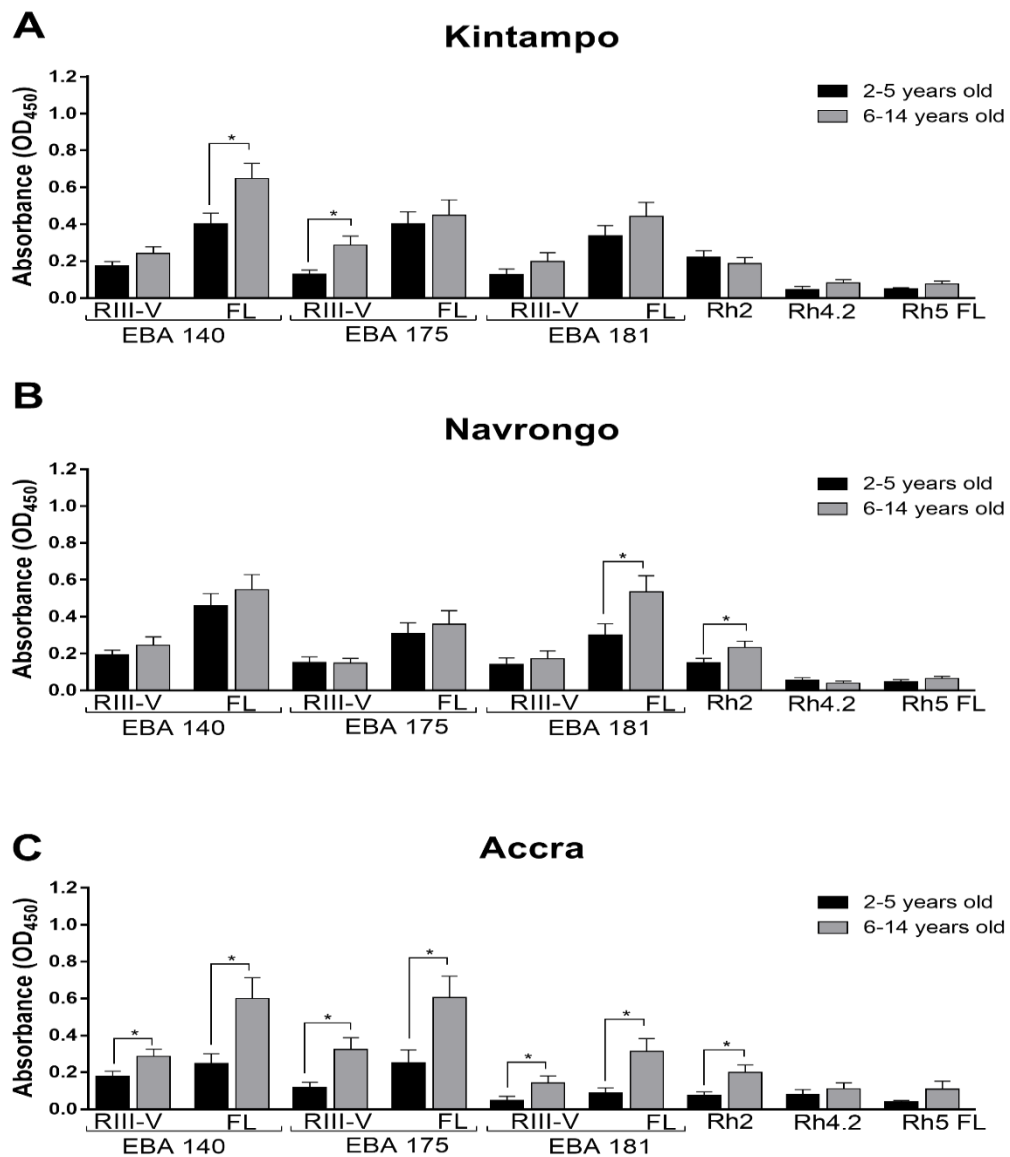 A
Kintampo
Absorbance (OD450)
1.2
1.0
0.8
0.6
0.4
0.2
0.0
2-5 years old
6-14 years old
*
*
RIII-V FL RIII-V FL RIII-V FL Rh2 Rh4.2 Rh5 FL
EBA 140 EBA 175 EBA 181
B
Navrongo
Absorbance (OD450)
1.2
1.0
0.8
0.6
0.4
0.2
0.0
2-5 years old
6-14 years old
*
*
RIII-V FL RIII-V FL RIII-V FL Rh2 Rh4.2 Rh5 FL
EBA 140 EBA 175 EBA 181
C
Accra
Absorbance (OD450)
1.2
1.0
0.8
0.6
0.4
0.2
0.0
2-5 years old
6-14 years old
* * * * * * *
RIII-V FL RIII-V FL RIII-V FL Rh2 Rh4.2 Rh5 FL
EBA 140 EBA 175 EBA 181